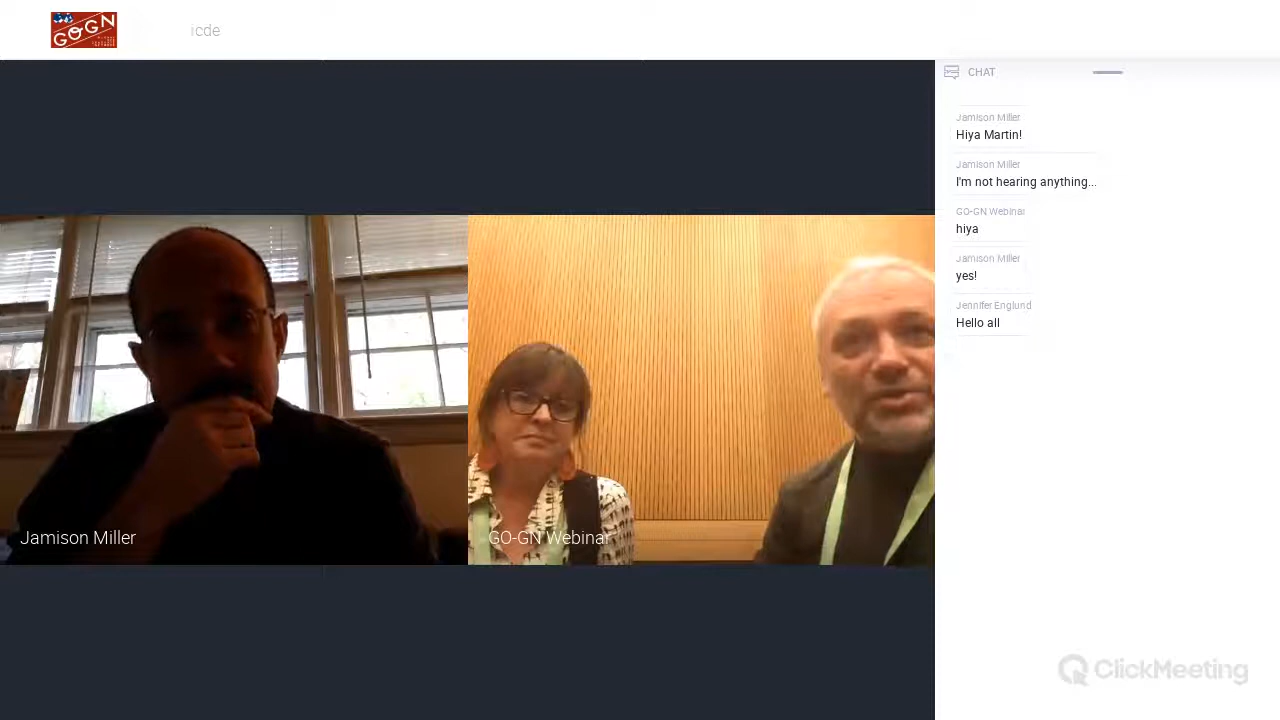 GO-GN
icde
CHAT
Jamison Miller
Hiya Martin!
Jamison Miller
I'm not hearing anything...
GO-GN Webinar
hiya
Jamison Miller
yes!
Jennifer Englund
Hello all
Jamison Miller
GO-GN Webinar
ClickMeeting